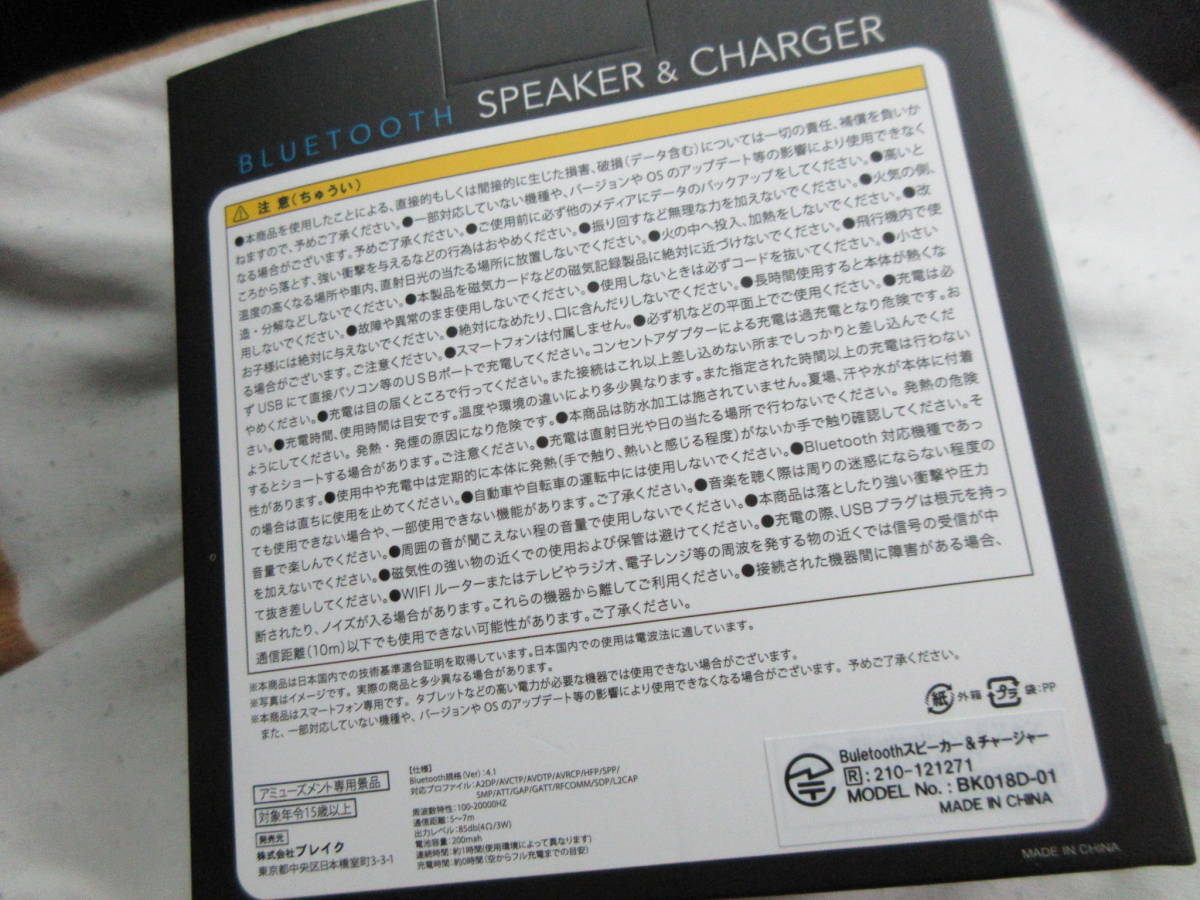 BLUETOOTH SPEAKER & CHARGER
注意(ちゅうい)
●本商品を使用したことによる、直接的もしくは間接的に生じた損害、破損(データ含む)については一切の責任、補償を負いか
ねますので、予めご了承ください。●一部対応していない機種や、バージョンや OS のアップデート等の影響により使用できなく
なる場合がございます。予めご了承ください。●ご使用前に必ず他のメディアにデータのバックアップをしてください。●高いと
ころから落とす、強い衝撃を与えるなどの行為はおやめください。●振り回すなど無理な力を加えないでください。●火気の側、
温度の高くなる場所や車内、直射日光の当たる場所に放置しないでください。●火の中へ投入、加熱をしないでください。●改
造・分解などしないでください。●本製品を磁気カードなどの磁気記録製品に絶対に近づけないでください。●飛行機内で使
用しないでください。●故障や異常のまま使用しないでください。●使用しないときは必ずコードを抜いてください。●小さい
お子様には絶対に与えないでください。●絶対になめたり、口に含んだりしないでください。●長時間使用すると本体が熱くな
る場合がございます。ご注意ください。●スマートフォンは付属しません。●必ず机などの平面上でご使用ください。●充電は必
ずUSBにて直接パソコン等のUSBポートで充電してください。コンセントアダプターによる充電は過充電となり危険です。お
やめください。●充電は目の届くところで行ってください。また接続はこれ以上差し込めない所までしっかりと差し込んでくだ
さい。●充電時間、使用時間は目安です。温度や環境の違いにより多少異なります。また指定された時間以上の充電は行わない
ようにしてください。発熱・発煙の原因になり危険です。●本商品は防水加工は施されていません。夏場、汗や水が本体に付着
するとショートする場合があります。ご注意ください。●充電は直射日光や日の当たる場所で行わないでください。発熱の危険
性があります。●使用中や充電中は定期的に本体に発熱(手で触り、熱いと感じる程度)がないか手で触り確認してください。そ
の場合は直ちに使用を止めてください。●自動車や自転車の運転中には使用しないでください。●Bluetooth 対応機種であっ
ても使用できない場合や、一部使用できない機能があります。ご了承ください。●音楽を聴く際は周りの迷惑にならない程度の
音量で楽しんでください。●周囲の音が聞こえない程の音量で使用しないでください。●本商品は落としたり強い衝撃や圧力
を加えないでください。●磁気性の強い物の近くでの使用および保管は避けてください。●充電の際、USBプラグは根元を持っ
て抜き差ししてください。●WIFI ルーターまたはテレビやラジオ、電子レンジ等の周波を発する物の近くでは信号の受信が中
断されたり、ノイズが入る場合があります。これらの機器から離してご利用ください。●接続された機器間に障害がある場合、
通信距離(10m)以下でも使用できない可能性があります。ご了承ください。
※本商品は日本国内での技術基準適合証明を取得しています。日本国内での使用は電波法に適しています。
※写真はイメージです。実際の商品と多少異なる場合があります。
※本商品はスマートフォン専用です。タブレットなどの高い電力が必要な機器では使用できない場合がございます。
また、一部対応していない機種や、バージョンや OS のアップデート等の影響により使用できなくなる場合がございます。予めご了承ください。
紙 外箱 プラ 袋:PP
アミューズメント専用景品
対象年令15歳以上
発売元
株式会社ブレイク
東京都中央区日本橋室町3-3-1
【仕様】
Bluetooth規格(Ver):4.1
対応プロファイル:A2DP/AVCTP/AVDTP/AVRCP/HFP/SPP/
SMP/ATT/GAP/GATT/RFCOMM/SDP/L2CAP
周波数特性:100-20000HZ
通信距離:5~7m
出力レベル:85db(4Ω/3W)
電池容量:200mah
連続時間:約1時間(使用環境によって異なります)
充電時間:約0時間(空からフル充電までの目安)
Buletoothスピーカー&チャージャー
R:210-121271
MODEL No.:BK018D-01
MADE IN CHINA
MADE IN CHINA